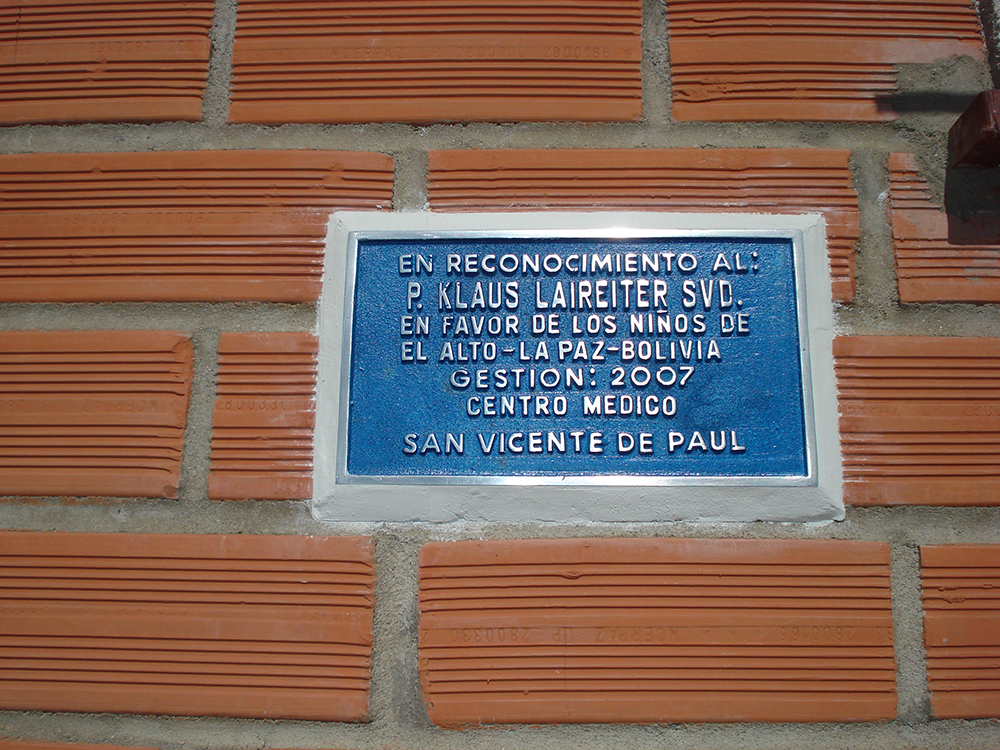 EN RECONOCIMIENTO AL:
P. KLAUS LAIREITER SVD.
EN FAVOR DE LOS NIÑOS DE
EL ALTO-LA PAZ-BOLIVIA
GESTION: 2007
CENTRO MEDICO
SAN VICENTE DE PAUL